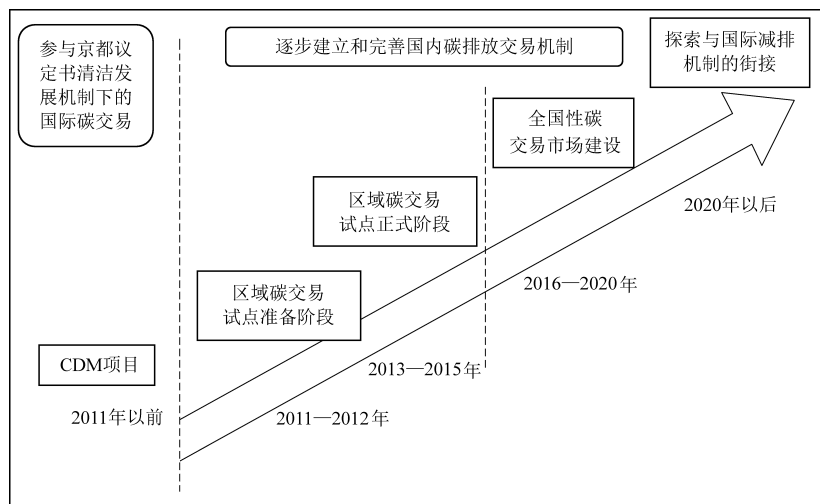 参与京都议
定书清洁发
展机制下的
国际碳交易
逐步建立和完善国内碳排放交易机制
探索与国际减排
机制的街接
全国性碳
交易市场建设
区域碳交易
试点正式阶段
区域碳交易
试点准备阶段
CDM项目
2011年以前
2011—2012年
2013—2015年
2016—2020年
2020年以后